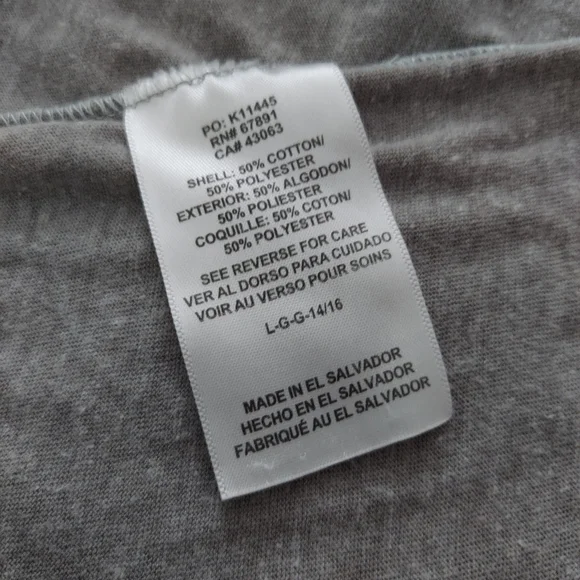 PO: K11445
RN# 67891
CA# 43063
SHELL: 50% COTTON/
50% POLYESTER
EXTERIOR: 50% ALGODON/
50% POLIESTER
COQUILLE: 50% COTON/
50% POLYESTER
SEE REVERSE FOR CARE
VER AL DORSO PARA CUIDADO
VOIR AU VERSO POUR SOINS
L-G-G-14/16
MADE IN EL SALVADOR
HECHO EN EL SALVADOR
FABRIQUÉ AU EL SALVADOR